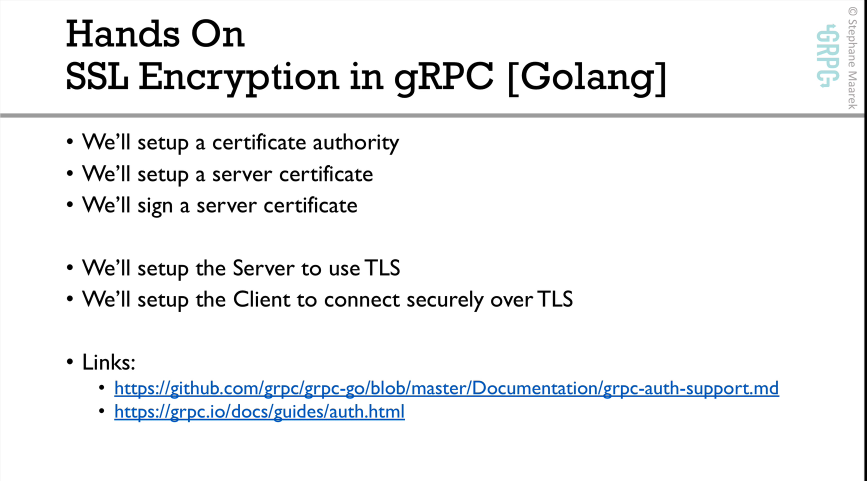 Hands On
SSL Encryption in gRPC [Golang]
GRPC
© Stephane Maarek
• We'll setup a certificate authority
• We'll setup a server certificate
• We'll sign a server certificate
• We'll setup the Server to use TLS
• We'll setup the Client to connect securely over TLS
• Links:
• https://github.com/grpc/grpc-go/blob/master/Documentation/grpc-auth-support.md
• https://grpc.io/docs/guides/auth.html